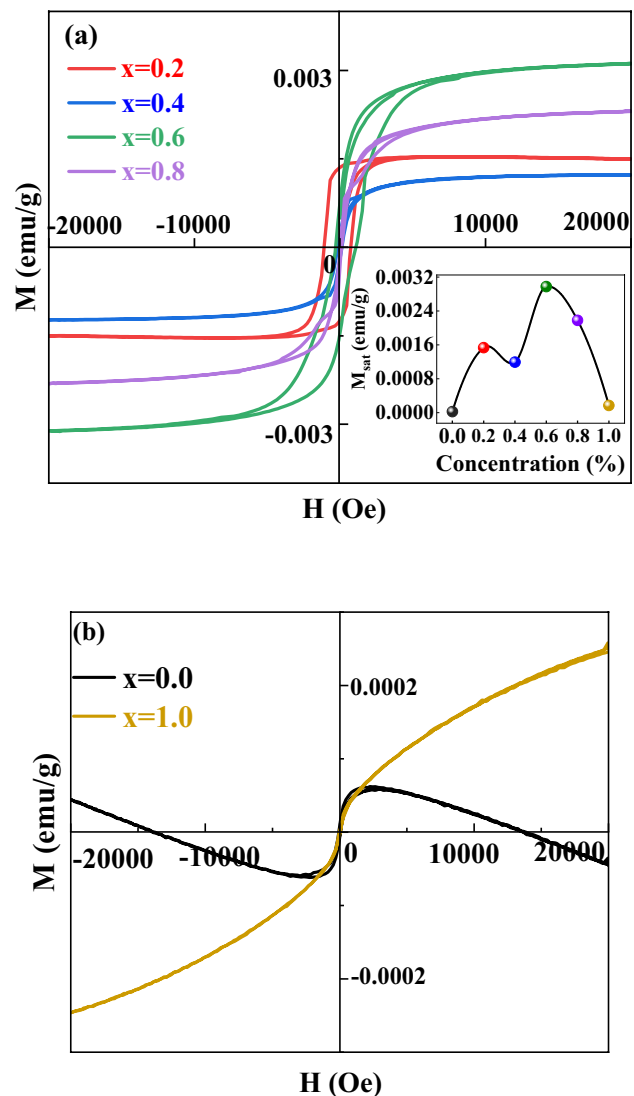 (a)
x=0.2
x=0.4
x=0.6
x=0.8
0.003
-20000 -10000 0 10000 20000
-0.003
M (emu/g)
H (Oe)
0.0032
0.0024
0.0016
0.0008
0.0000
M_sat (emu/g)
0.0 0.2 0.4 0.6 0.8 1.0
Concentration (%)
(b)
x=0.0
x=1.0
0.0002
-20000 -10000 0 10000 20000
-0.0002
M (emu/g)
H (Oe)